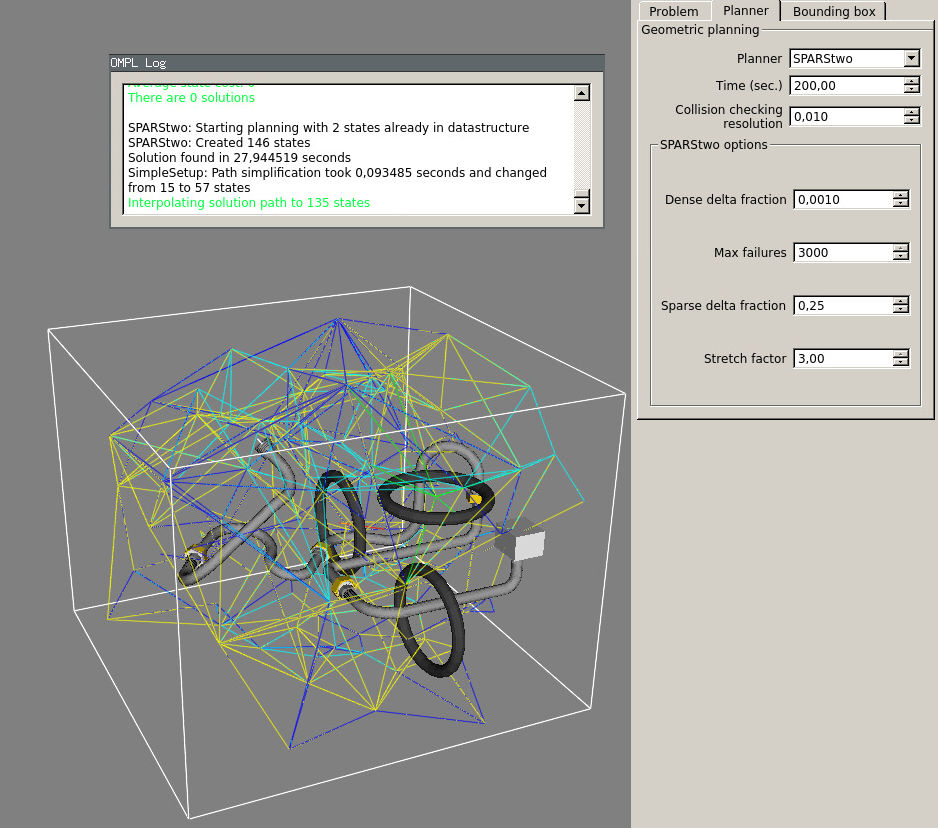 Problem
Planner
Bounding box
Geometric planning
Planner
SPARStwo
Time (sec.)
200,00
Collision checking
resolution
0,010
SPARStwo options
Dense delta fraction
0,0010
Max failures
3000
Sparse delta fraction
0,25
Stretch factor
3,00
OMPL Log
Average state cost: 0
There are 0 solutions
SPARStwo: Starting planning with 2 states already in datastructure
SPARStwo: Created 146 states
Solution found in 27,944519 seconds
SimpleSetup: Path simplification took 0,093485 seconds and changed
from 15 to 57 states
Interpolating solution path to 135 states